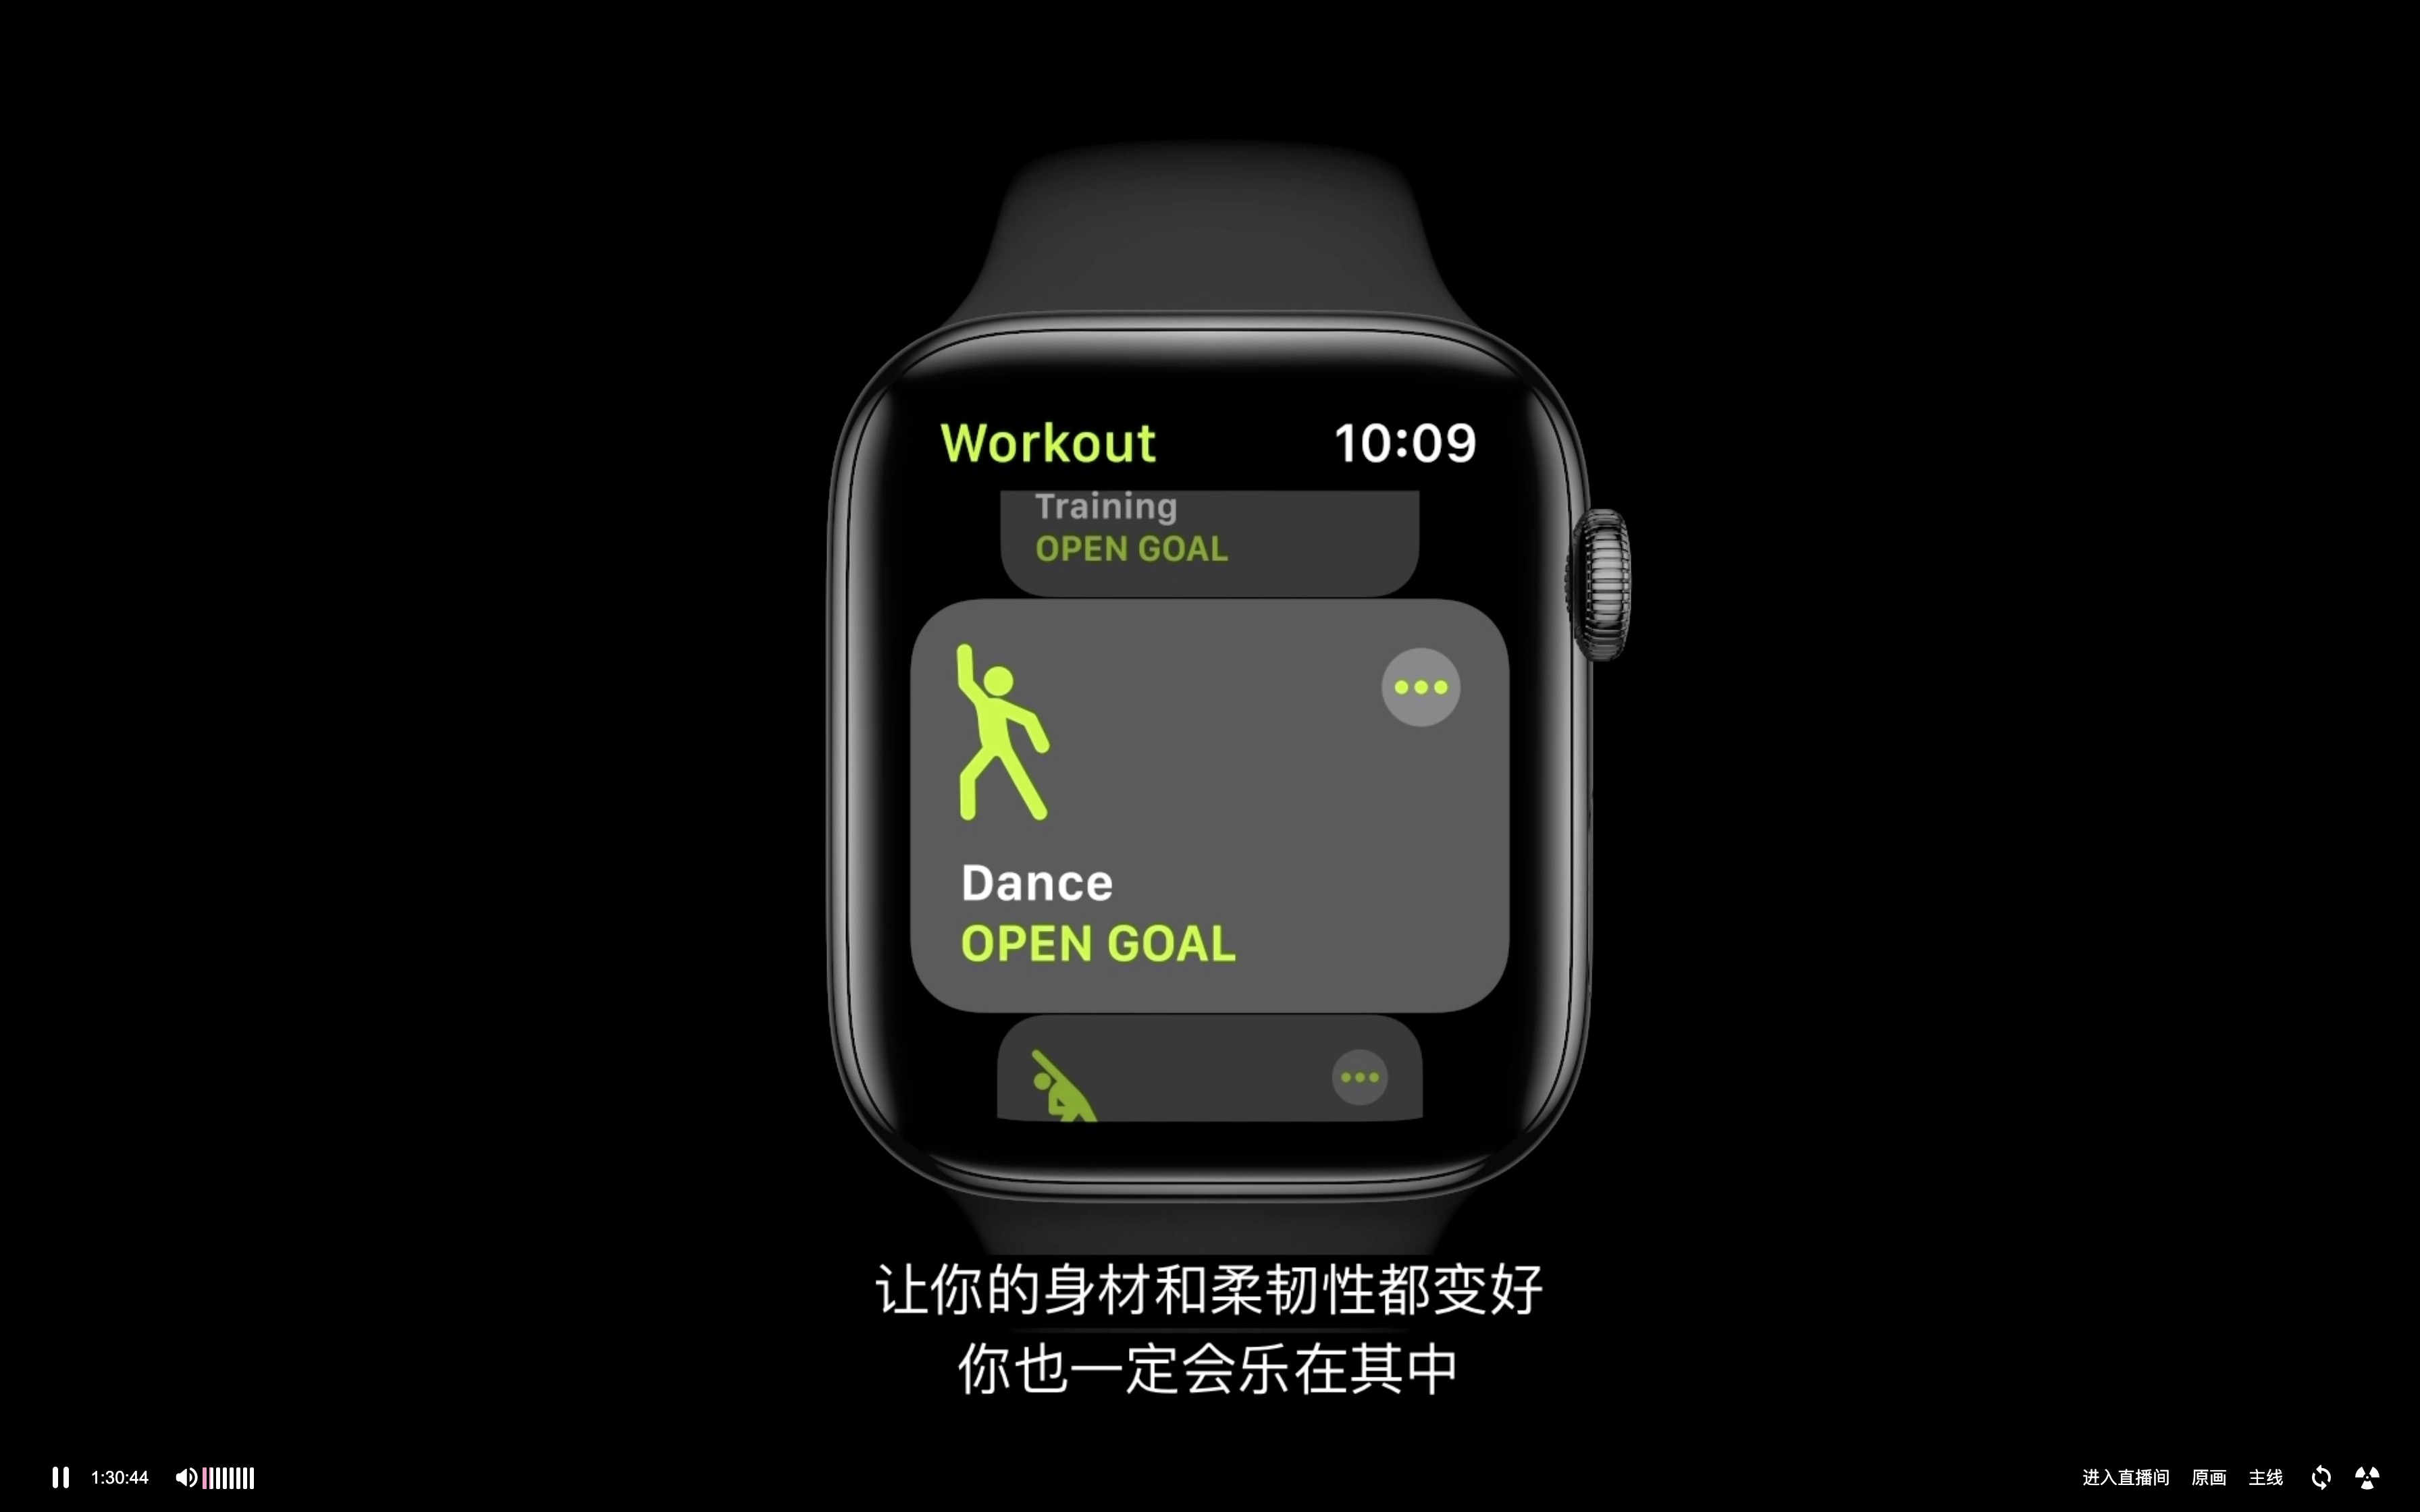 Workout 10:09
Training
OPEN GOAL
Dance
OPEN GOAL
让你的身材和柔韧性都变好
你也一定会乐在其中
1:30:44 进入直播间 原画 主线